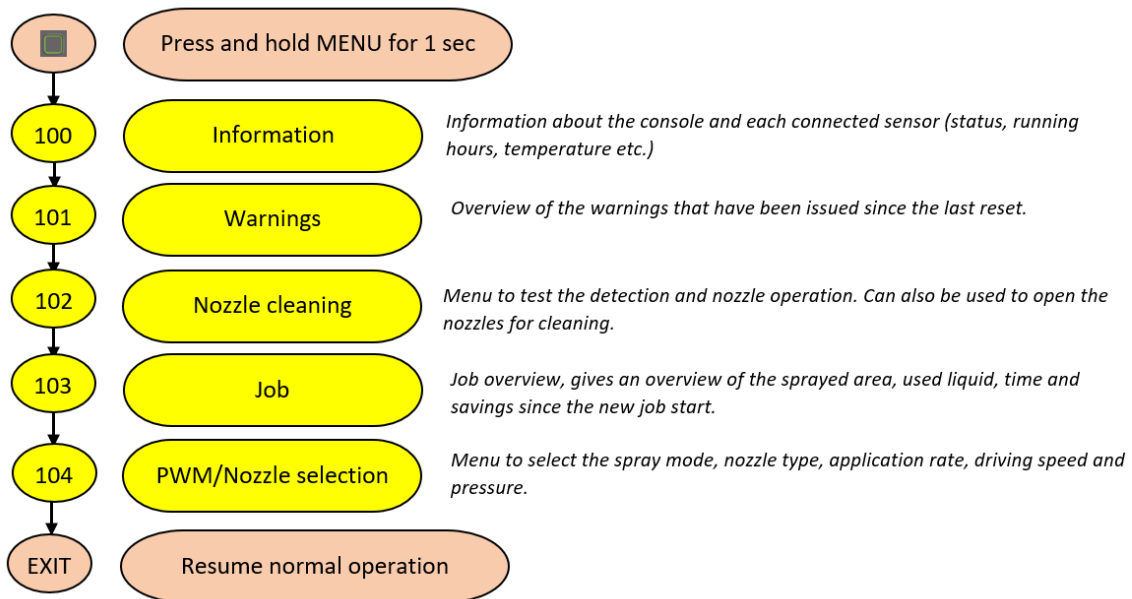 Press and hold MENU for 1 sec
100
Information
Information about the console and each connected sensor (status, running
hours, temperature etc.)
101
Warnings
Overview of the warnings that have been issued since the last reset.
102
Nozzle cleaning
Menu to test the detection and nozzle operation. Can also be used to open the
nozzles for cleaning.
103
Job
Job overview, gives an overview of the sprayed area, used liquid, time and
savings since the new job start.
104
PWM/Nozzle selection
Menu to select the spray mode, nozzle type, application rate, driving speed and
pressure.
EXIT
Resume normal operation